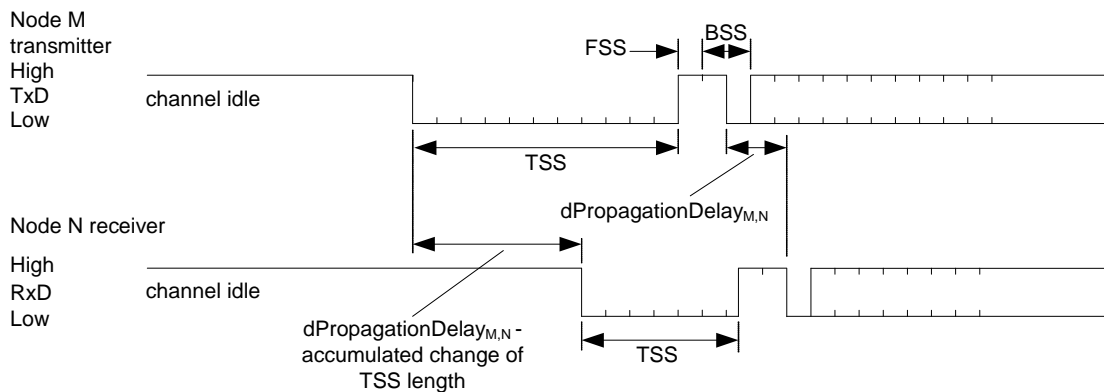 Node M
transmitter
High
TxD
Low
channel idle
FSS
BSS
TSS
dPropagationDelayM,N
Node N receiver
High
RxD
Low
channel idle
dPropagationDelayM,N -
accumulated change of
TSS length
TSS